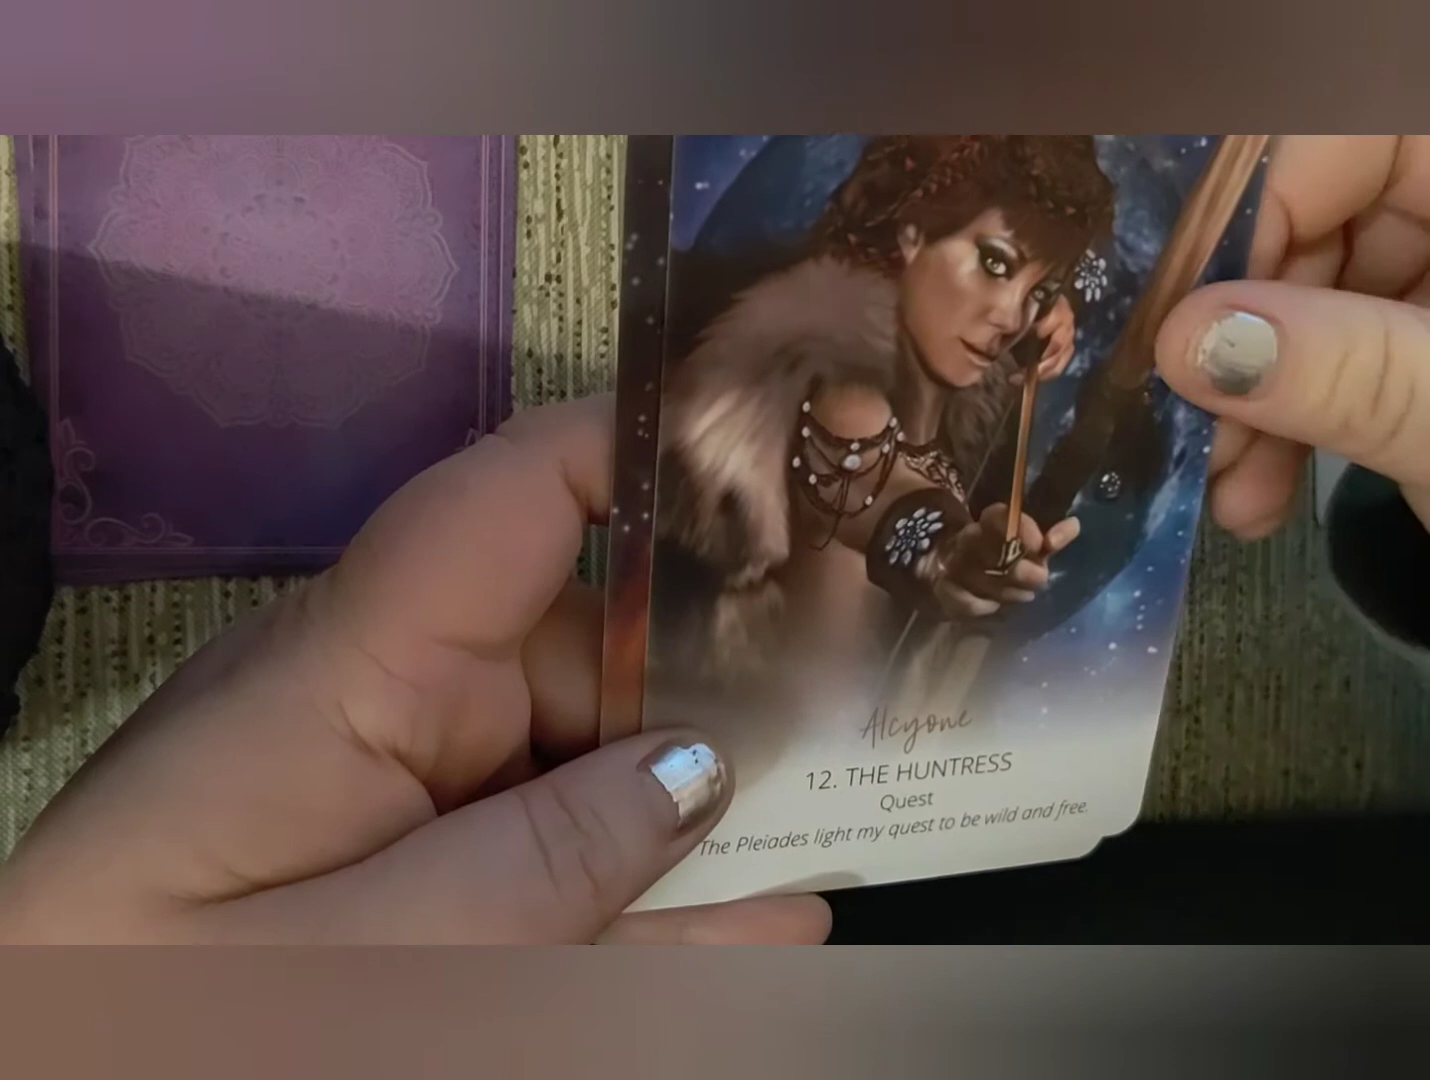 Alcyone
12. THE HUNTRESS
Quest
The Pleiades light my quest to be wild and free.